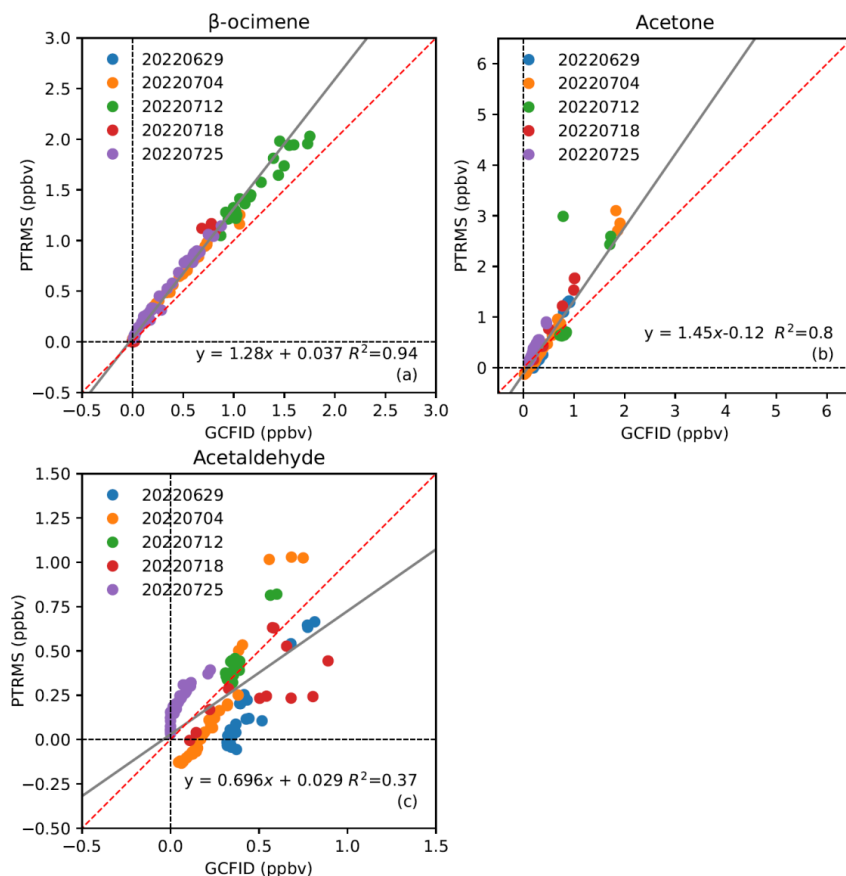 β-ocimene
3.0
2.5
2.0
1.5
1.0
0.5
0.0
−0.5
PTRMS (ppbv)
20220629
20220704
20220712
20220718
20220725
y = 1.28x + 0.037 R²=0.94
(a)
−0.5 0.0 0.5 1.0 1.5 2.0 2.5 3.0
GCFID (ppbv)
Acetone
6
5
4
3
2
1
0
PTRMS (ppbv)
20220629
20220704
20220712
20220718
20220725
y = 1.45x-0.12 R²=0.8
(b)
0 1 2 3 4 5 6
GCFID (ppbv)
Acetaldehyde
1.50
1.25
1.00
0.75
0.50
0.25
0.00
−0.25
−0.50
PTRMS (ppbv)
20220629
20220704
20220712
20220718
20220725
y = 0.696x + 0.029 R²=0.37
(c)
−0.5 0.0 0.5 1.0 1.5
GCFID (ppbv)